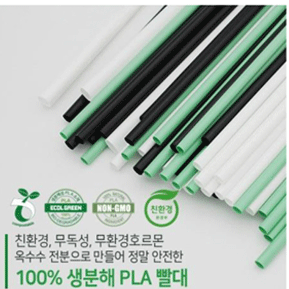 ECOL GREEN
PLA
NON-GMO
친환경
친환경, 무독성, 무환경호르몬
옥수수 전분으로 만들어 정말 안전한
100% 생분해 PLA 빨대